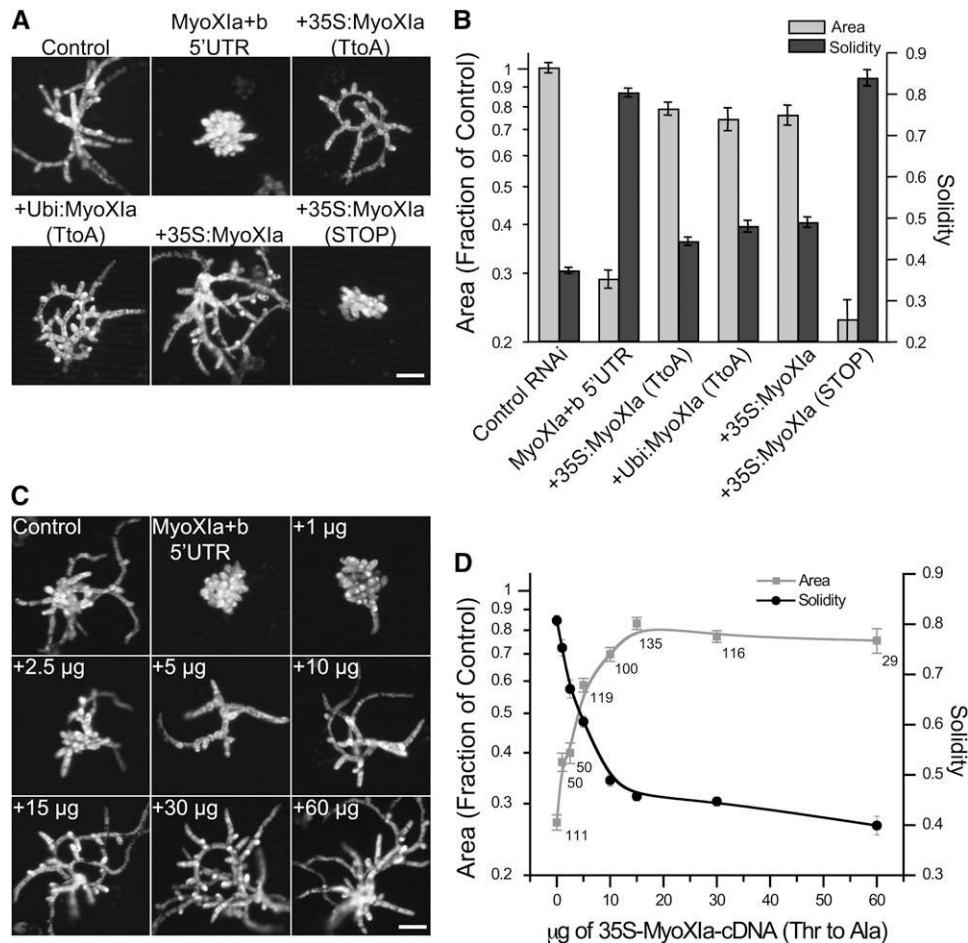 A
Control
MyoXIa+b
5'UTR
+35S:MyoXIa
(TtoA)
+Ubi:MyoXIa
(TtoA)
+35S:MyoXIa
+35S:MyoXIa
(STOP)
B
Area
Solidity
Area (Fraction of Control)
1
0.9
0.8
0.7
0.6
0.5
0.4
0.3
0.2
0.9
0.8
0.7
0.6
0.5
0.4
0.3
0.2
Solidity
Control RNAi
MyoXIa+b 5'UTR
+35S:MyoXIa (TtoA)
+Ubi:MyoXIa (TtoA)
+35S:MyoXIa
+35S:MyoXIa (STOP)
C
Control
MyoXIa+b
5'UTR
+1 µg
+2.5 µg
+5 µg
+10 µg
+15 µg
+30 µg
+60 µg
D
Area
Solidity
Area (Fraction of Control)
1
0.9
0.8
0.7
0.6
0.5
0.4
0.3
0.2
0.9
0.8
0.7
0.6
0.5
0.4
0.3
Solidity
111
50
50
119
100
135
116
29
0
10
20
30
40
50
60
µg of 35S-MyoXIa-cDNA (Thr to Ala)